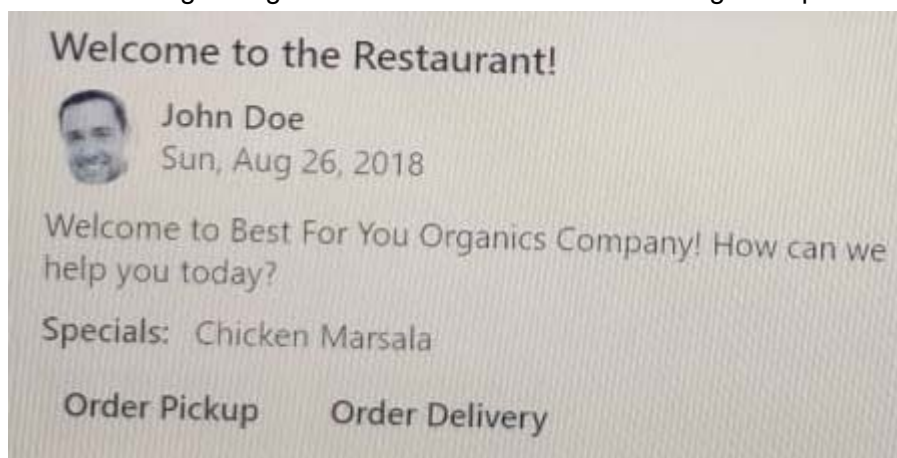 Welcome to the Restaurant!
John Doe
Sun, Aug 26, 2018
Welcome to Best For You Organics Company! How can we
help you today?
Specials: Chicken Marsala
Order Pickup Order Delivery